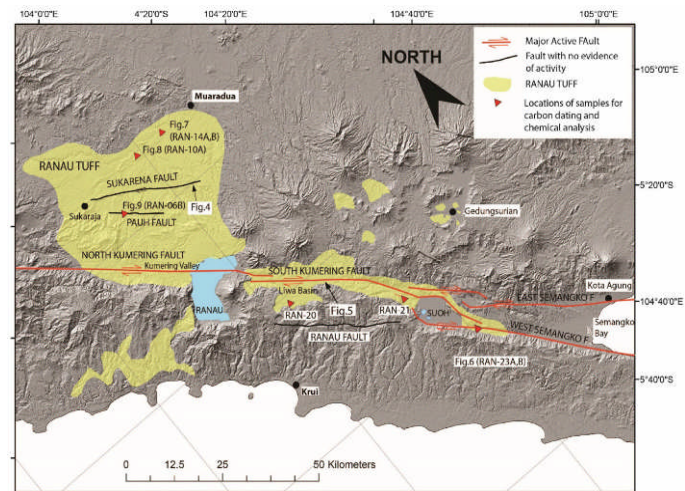 104°0'0"E
4°20'0"S
104°20'0"E
104°40'0"E
105°0'0"E
NORTH
Major Active FAult
Fault with no evidence
of activity
RANAU TUFF
Locations of samples for
carbon dating and
chemical analysis
105°0'0"E
Muaradua
Fig.7
(RAN-14A,B)
Fig.8 (RAN-10A)
RANAU TUFF
SUKARENA FAULT
Sukaraja
Fig.9 (RAN-06B)
Fig.4
PAUH FAULT
5°20'0"S
Gedungsurian
NORTH KUMERING FAULT
Kumering Valley
SOUTH KUMERING FAULT
Liwa Basin
RANAU
RAN-20
Fig.5
RAN-21
RANAU FAULT
SUOH
EAST SEMANGKO F
Kota Agung
104°40'0"E
WEST SEMANGKO F
Semangko
Bay
Fig.6 (RAN-23A,B)
5°40'0"S
Krui
0 12.5 25 50 Kilometers